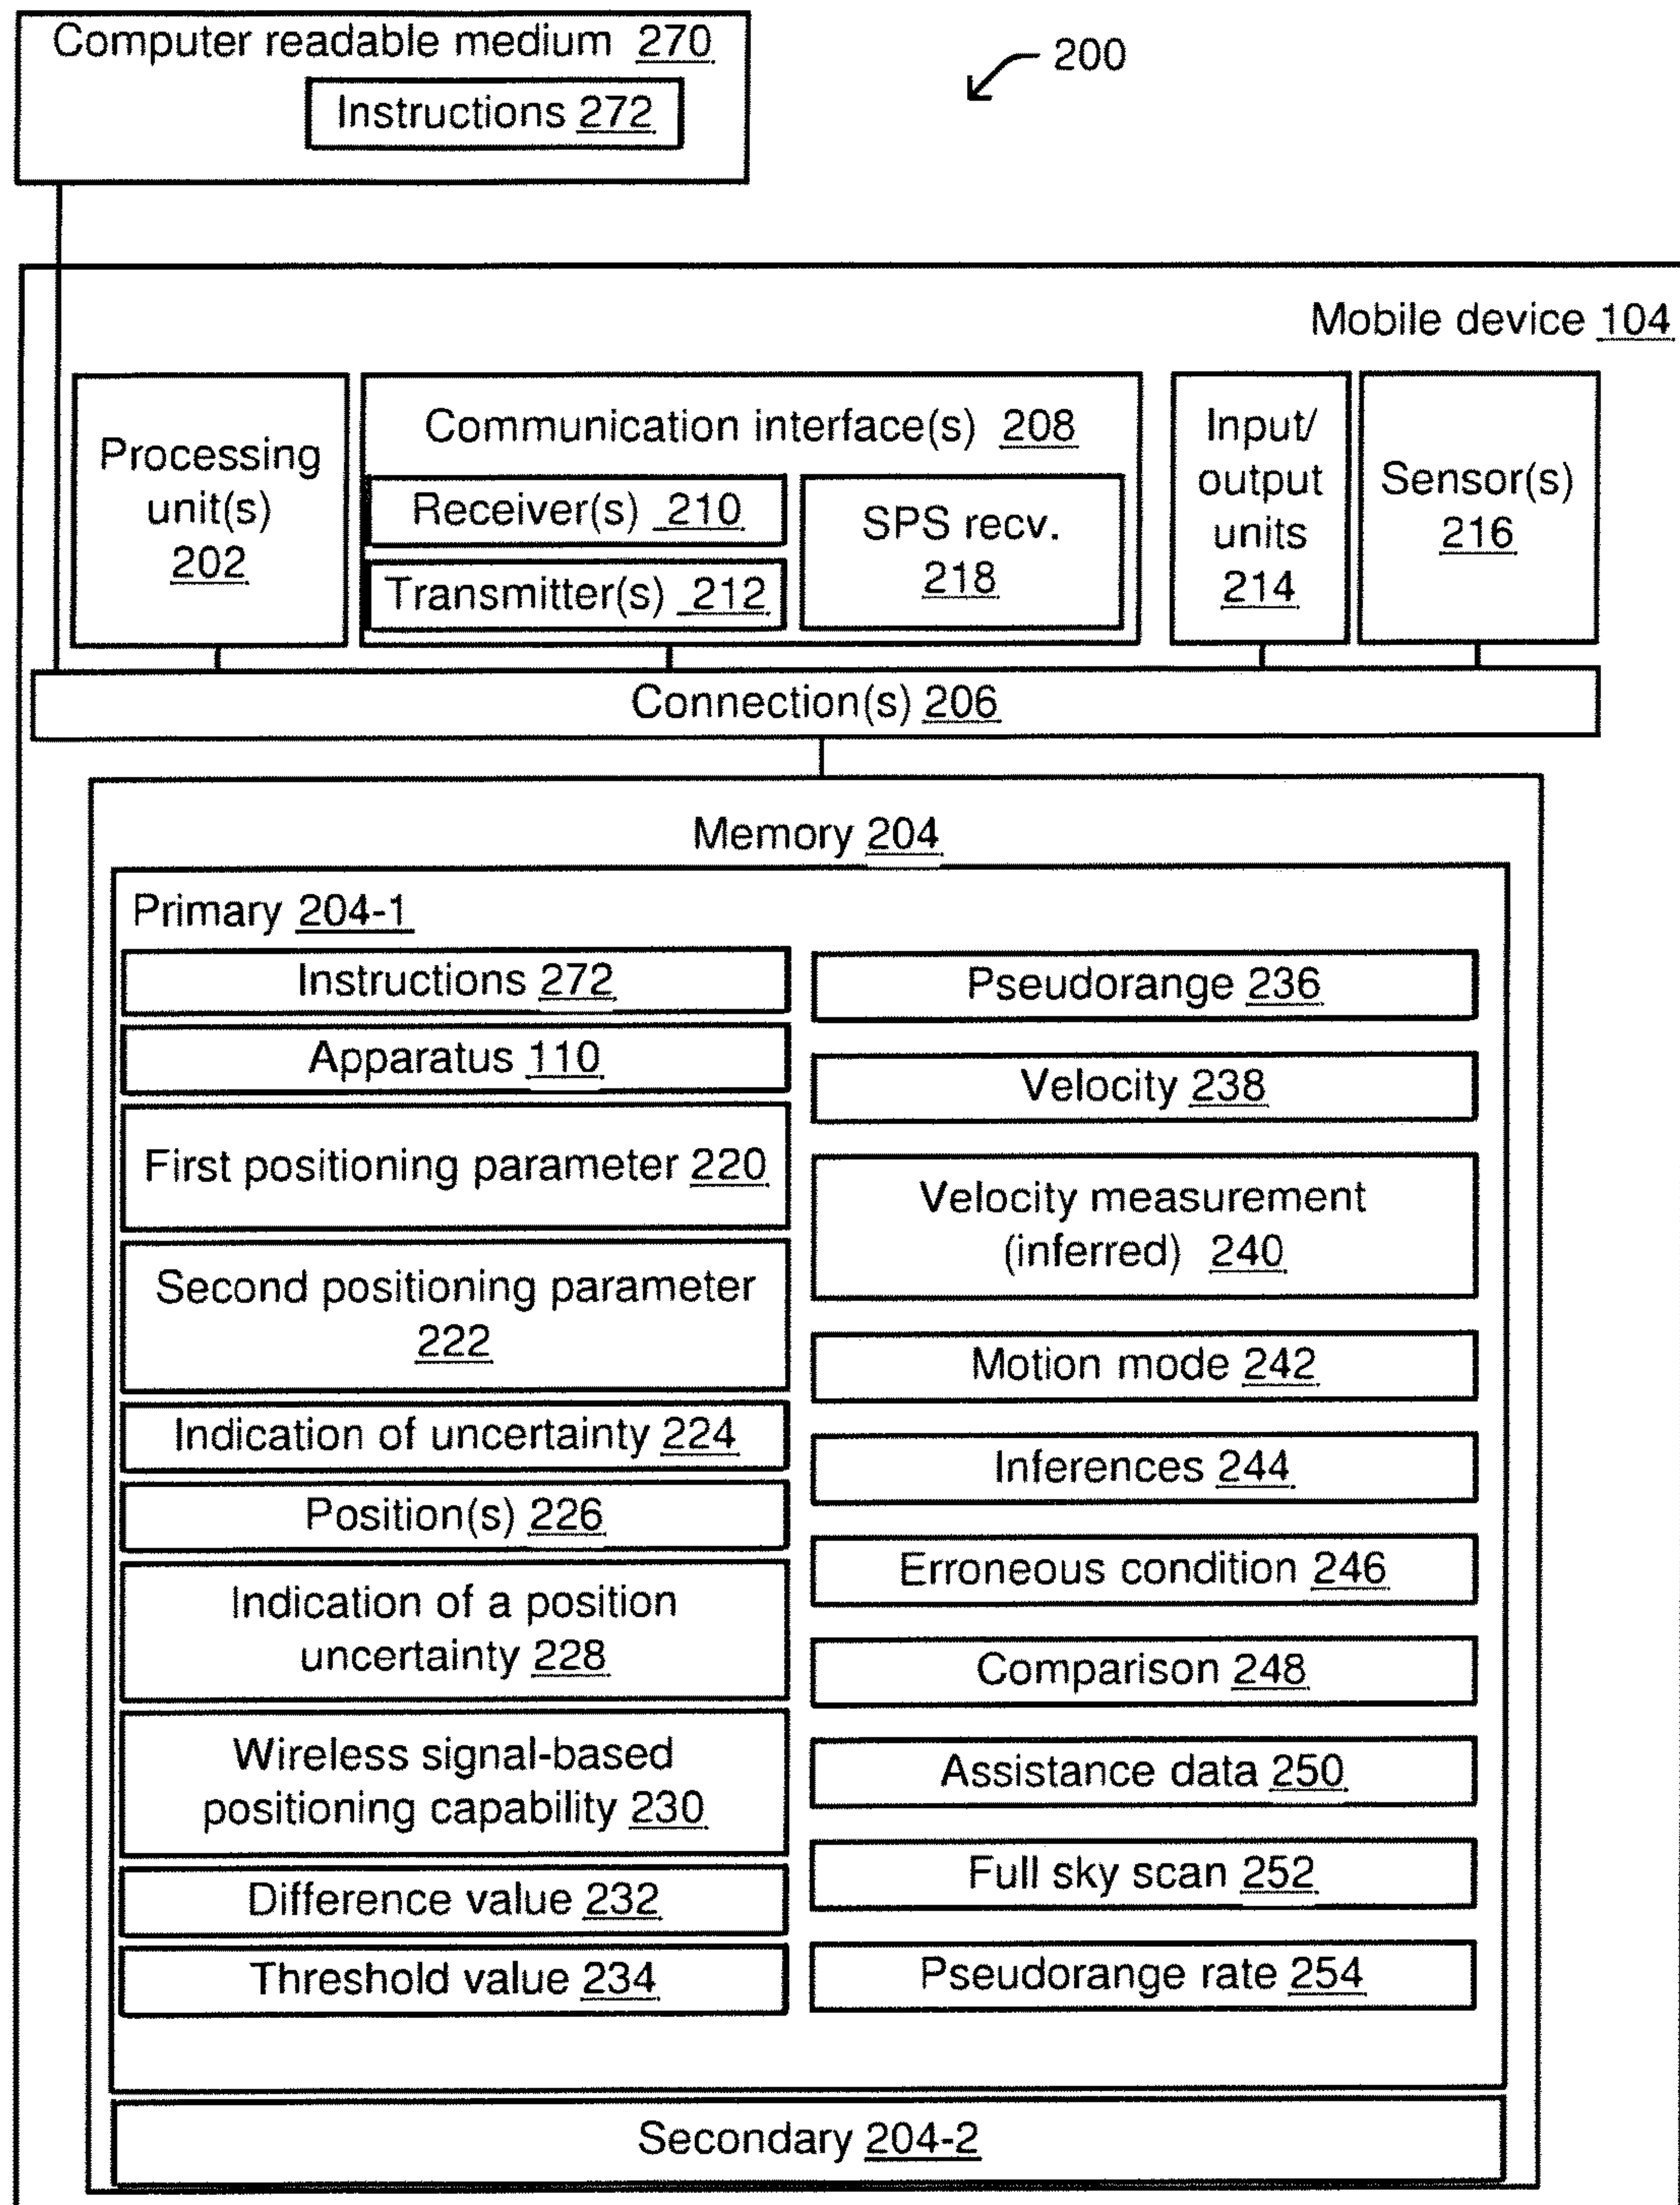 Computer readable medium 270
Instructions 272
200
Mobile device 104
Processing
unit(s)
202
Communication interface(s) 208
Receiver(s) 210
Transmitter(s) 212
SPS recv.
218
Input/
output
units
214
Sensor(s)
216
Connection(s) 206
Memory 204
Primary 204-1
Instructions 272
Apparatus 110
First positioning parameter 220
Second positioning parameter
222
Indication of uncertainty 224
Position(s) 226
Indication of a position
uncertainty 228
Wireless signal-based
positioning capability 230
Difference value 232
Threshold value 234
Pseudorange 236
Velocity 238
Velocity measurement
(inferred) 240
Motion mode 242
Inferences 244
Erroneous condition 246
Comparison 248
Assistance data 250
Full sky scan 252
Pseudorange rate 254
Secondary 204-2